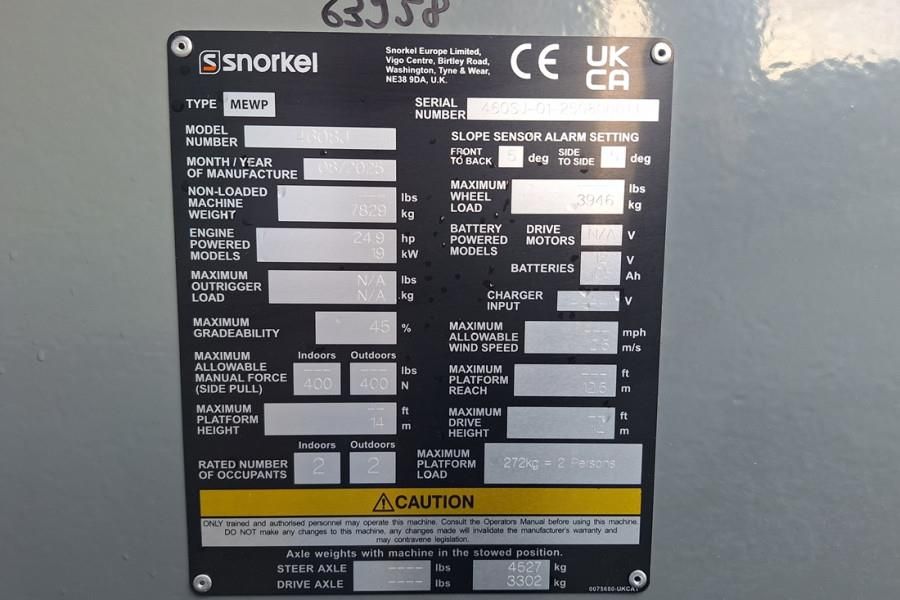 63958
snorkel
Snorkel Europe Limited,
Vigo Centre, Birtley Road,
Washington, Tyne & Wear,
NE38 9DA, U.K.
CE
UK
CA
TYPE MEWP
SERIAL
NUMBER
MODEL
NUMBER 460SJ
MONTH / YEAR
OF MANUFACTURE 08/2025
NON-LOADED
MACHINE
WEIGHT
--- lbs
7829 kg
ENGINE
POWERED
MODELS
24.9 hp
19 kW
MAXIMUM
OUTRIGGER
LOAD
N/A lbs
N/A kg
MAXIMUM
GRADEABILITY 45 %
MAXIMUM
ALLOWABLE
MANUAL FORCE
(SIDE PULL)
Indoors Outdoors
--- --- lbs
400 400 N
MAXIMUM
PLATFORM
HEIGHT
-- ft
14 m
RATED NUMBER
OF OCCUPANTS
Indoors Outdoors
2 2
SLOPE SENSOR ALARM SETTING
FRONT
TO BACK 5 deg
SIDE
TO SIDE deg
MAXIMUM
WHEEL
LOAD
lbs
3946 kg
BATTERY
POWERED
MODELS
DRIVE
MOTORS N/A V
BATTERIES
V
Ah
CHARGER
INPUT V
MAXIMUM
ALLOWABLE
WIND SPEED
--- mph
m/s
MAXIMUM
PLATFORM
REACH
--- ft
m
MAXIMUM
DRIVE
HEIGHT
ft
m
MAXIMUM
PLATFORM
LOAD
272kg = 2 Persons
CAUTION
ONLY trained and authorised personnel may operate this machine. Consult the Operators Manual before using this machine.
DO NOT make any changes to this machine, any changes made will invalidate the manufacturer's warranty and
may contravene legislation.
Axle weights with machine in the stowed position.
STEER AXLE ---- lbs 4527 kg
DRIVE AXLE ---- lbs 3302 kg
0073680-UKCA1